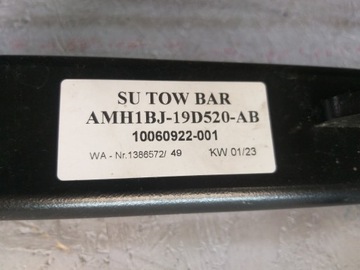 SU TOW BAR
AMH1BJ-19D520-AB
10060922-001
WA - Nr.1386572/ 49 KW 01/23